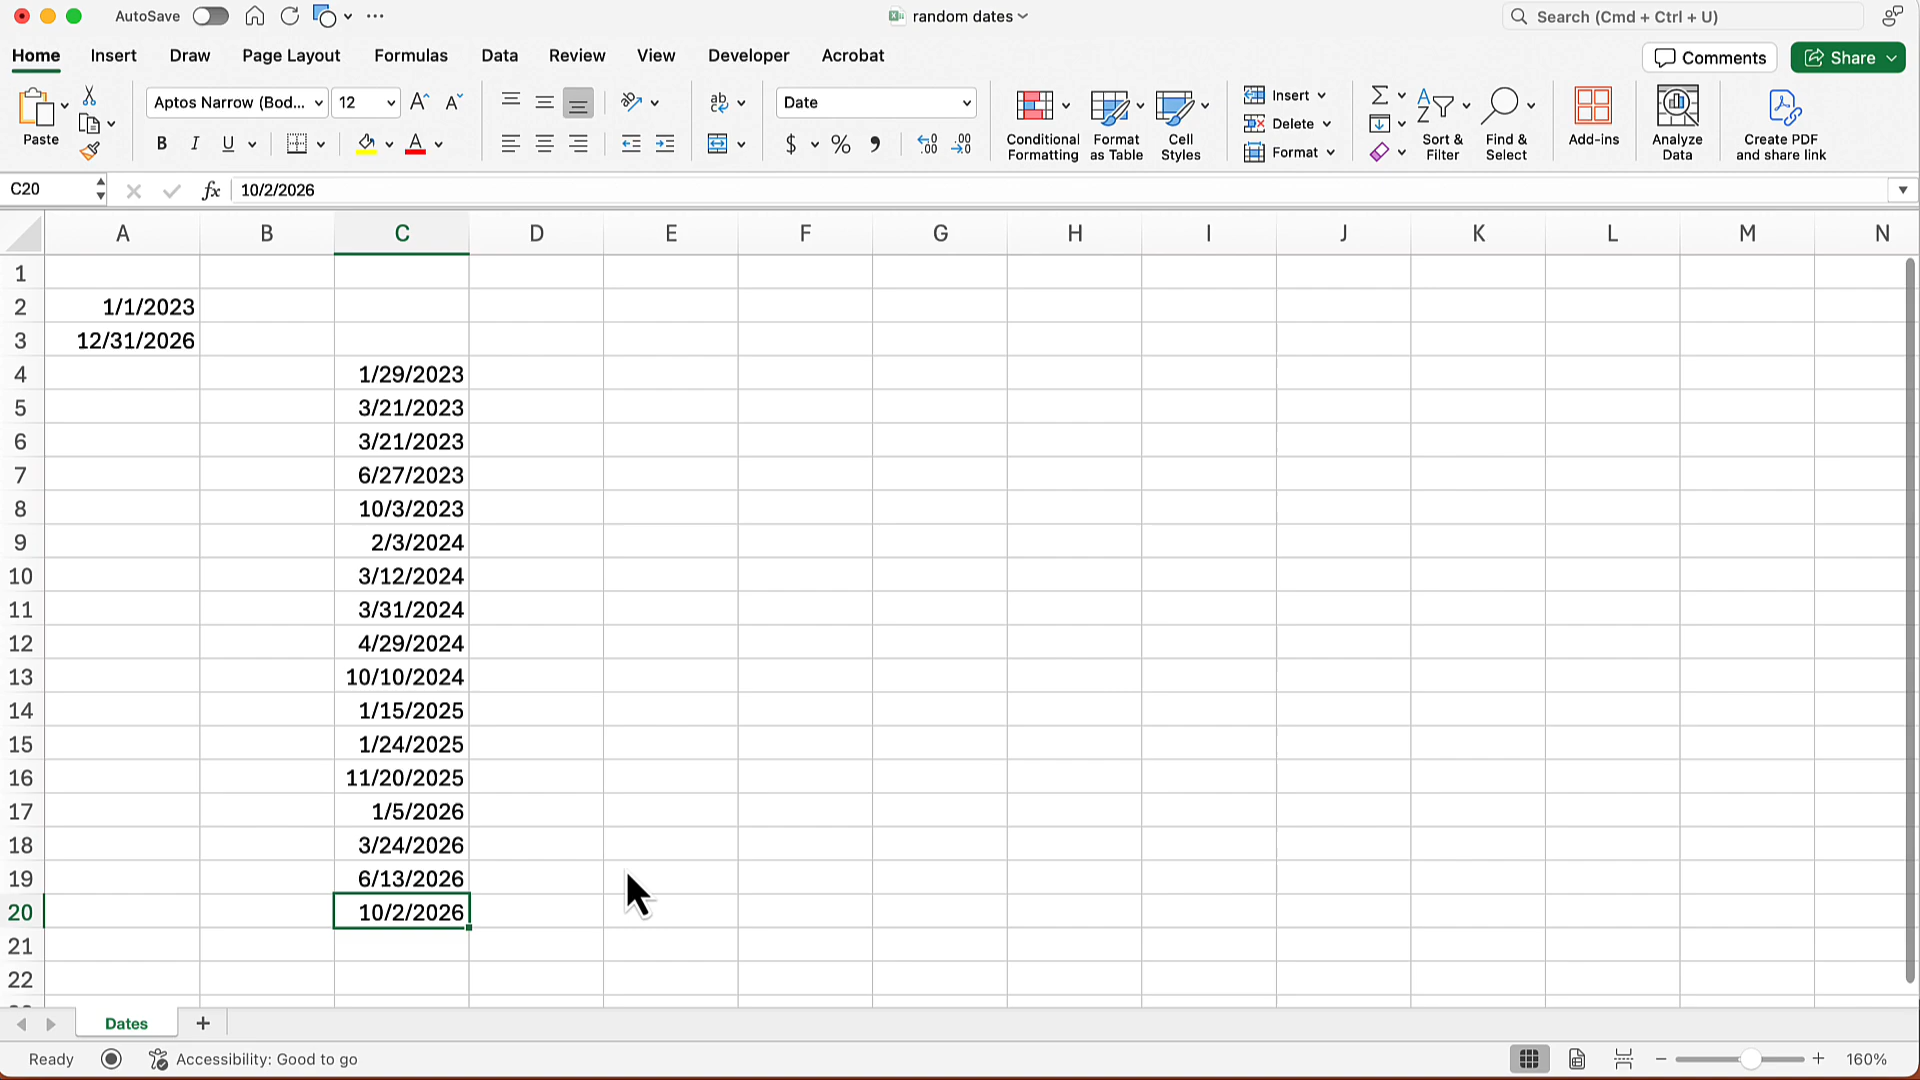 AutoSave random dates Search (Cmd + Ctrl + U)
Home Insert Draw Page Layout Formulas Data Review View Developer Acrobat Comments Share
Paste
Aptos Narrow (Bod... 12 A A
B I U A
ab
Date
$ % 9
Conditional Formatting
Format as Table
Cell Styles
Insert
Delete
Format
Sort & Filter
Find & Select
Add-ins
Analyze Data
Create PDF and share link
C20 fx 10/2/2026
A B C D E F G H I J K L M N
1
2 1/1/2023
3 12/31/2026
4 1/29/2023
5 3/21/2023
6 3/21/2023
7 6/27/2023
8 10/3/2023
9 2/3/2024
10 3/12/2024
11 3/31/2024
12 4/29/2024
13 10/10/2024
14 1/15/2025
15 1/24/2025
16 11/20/2025
17 1/5/2026
18 3/24/2026
19 6/13/2026
20 10/2/2026
21
22
Dates +
Ready Accessibility: Good to go 160%